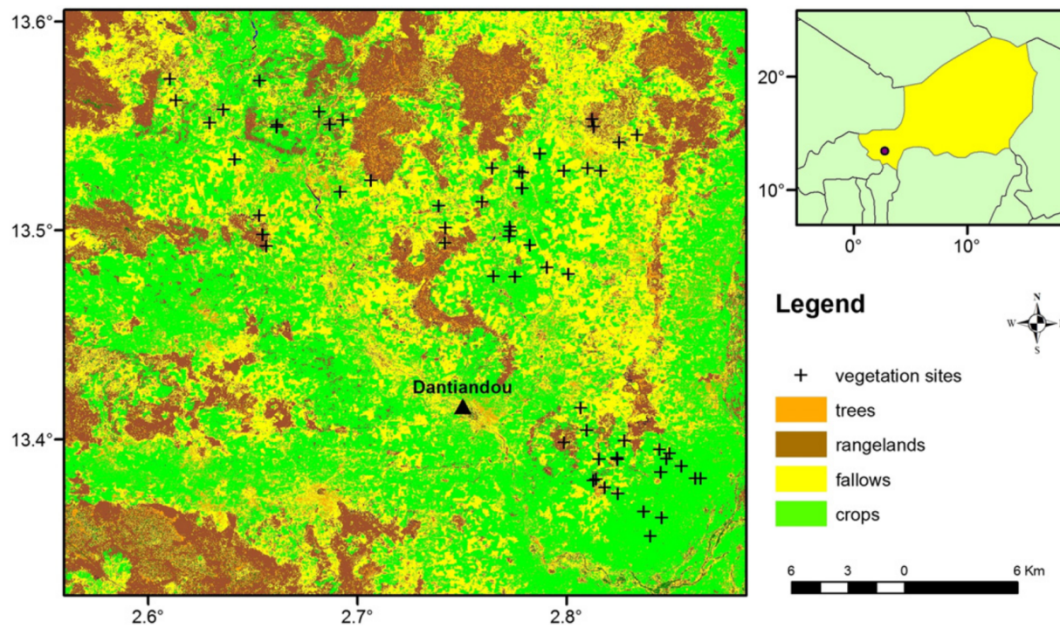 13.6°
13.5°
13.4°
2.6°
2.7°
2.8°
Dantiandou
20°
10°
0°
10°
Legend
N
W
S
vegetation sites
trees
rangelands
fallows
crops
6
3
0
6 Km